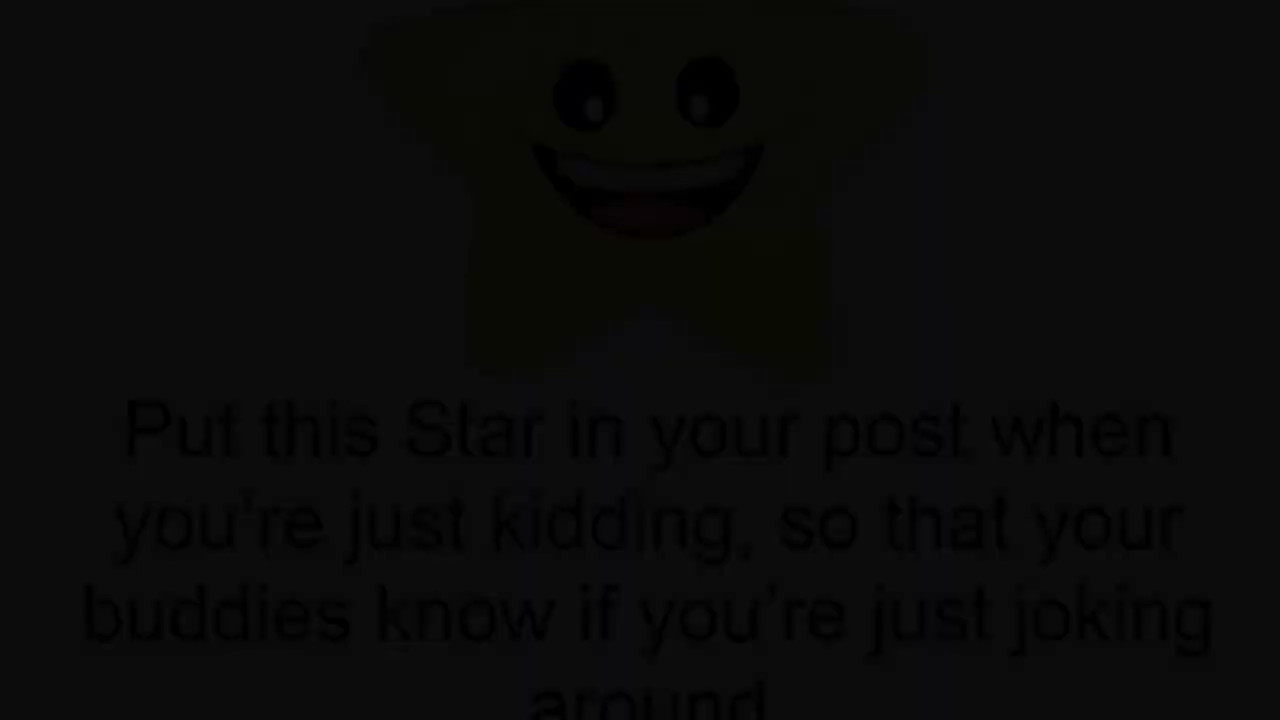 Put this Star in your post when
you're just kidding, so that your
buddies know if you're just joking
around